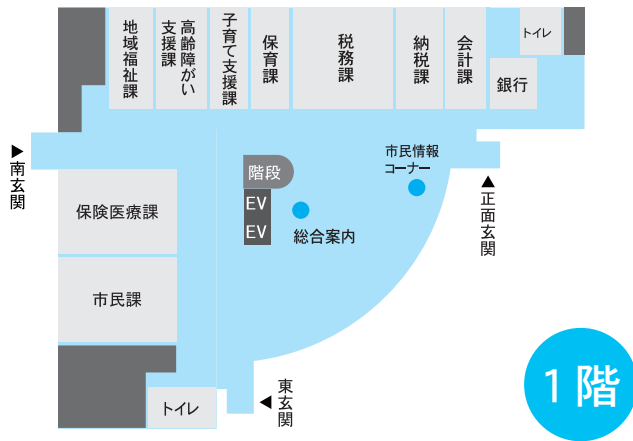 地域福祉課
高齢障がい
支援課
子育て支援課
保育課
税務課
納税課
会計課
トイレ
銀行
▶
南玄関
階段
EV
EV
総合案内
市民情報
コーナー
▲
正面玄関
保険医療課
市民課
トイレ
◀
東玄関
1階